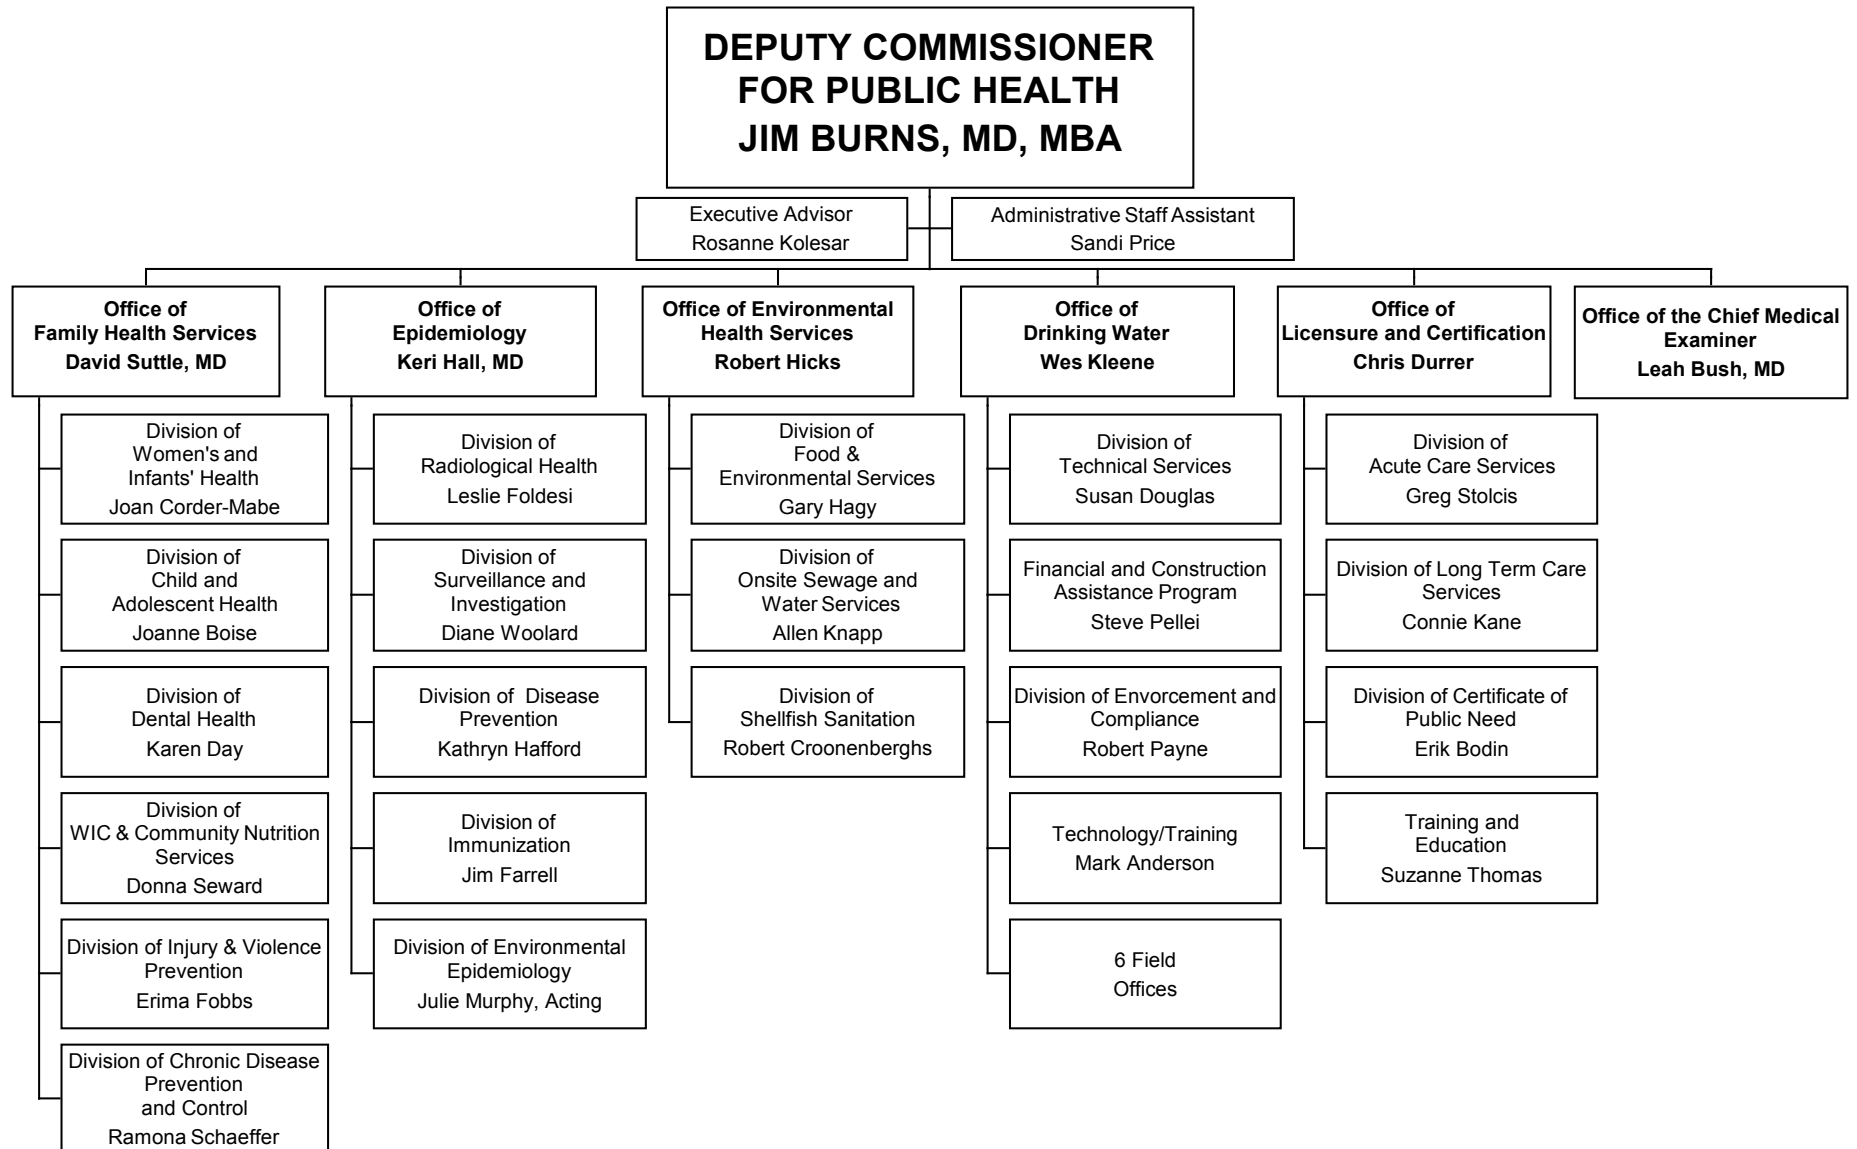 DEPUTY COMMISSIONER
FOR PUBLIC HEALTH
JIM BURNS, MD, MBA
Executive Advisor
Rosanne Kolesar
Administrative Staff Assistant
Sandi Price
Office of
Family Health Services
David Suttle, MD
Office of
Epidemiology
Keri Hall, MD
Office of Environmental
Health Services
Robert Hicks
Office of
Drinking Water
Wes Kleene
Office of
Licensure and Certification
Chris Durrer
Office of the Chief Medical
Examiner
Leah Bush, MD
Division of
Women's and
Infants' Health
Joan Corder-Mabe
Division of
Child and
Adolescent Health
Joanne Boise
Division of
Dental Health
Karen Day
Division of
WIC & Community Nutrition
Services
Donna Seward
Division of Injury & Violence
Prevention
Erima Fobbs
Division of Chronic Disease
Prevention
and Control
Ramona Schaeffer
Division of
Radiological Health
Leslie Foldesi
Division of
Surveillance and
Investigation
Diane Woolard
Division of Disease
Prevention
Kathryn Hafford
Division of
Immunization
Jim Farrell
Division of Environmental
Epidemiology
Julie Murphy, Acting
Division of
Food &
Environmental Services
Gary Hagy
Division of
Onsite Sewage and
Water Services
Allen Knapp
Division of
Shellfish Sanitation
Robert Croonenberghs
Division of
Technical Services
Susan Douglas
Financial and Construction
Assistance Program
Steve Pellei
Division of Envorcement and
Compliance
Robert Payne
Technology/Training
Mark Anderson
6 Field
Offices
Division of
Acute Care Services
Greg Stolcis
Division of Long Term Care
Services
Connie Kane
Division of Certificate of
Public Need
Erik Bodin
Training and
Education
Suzanne Thomas